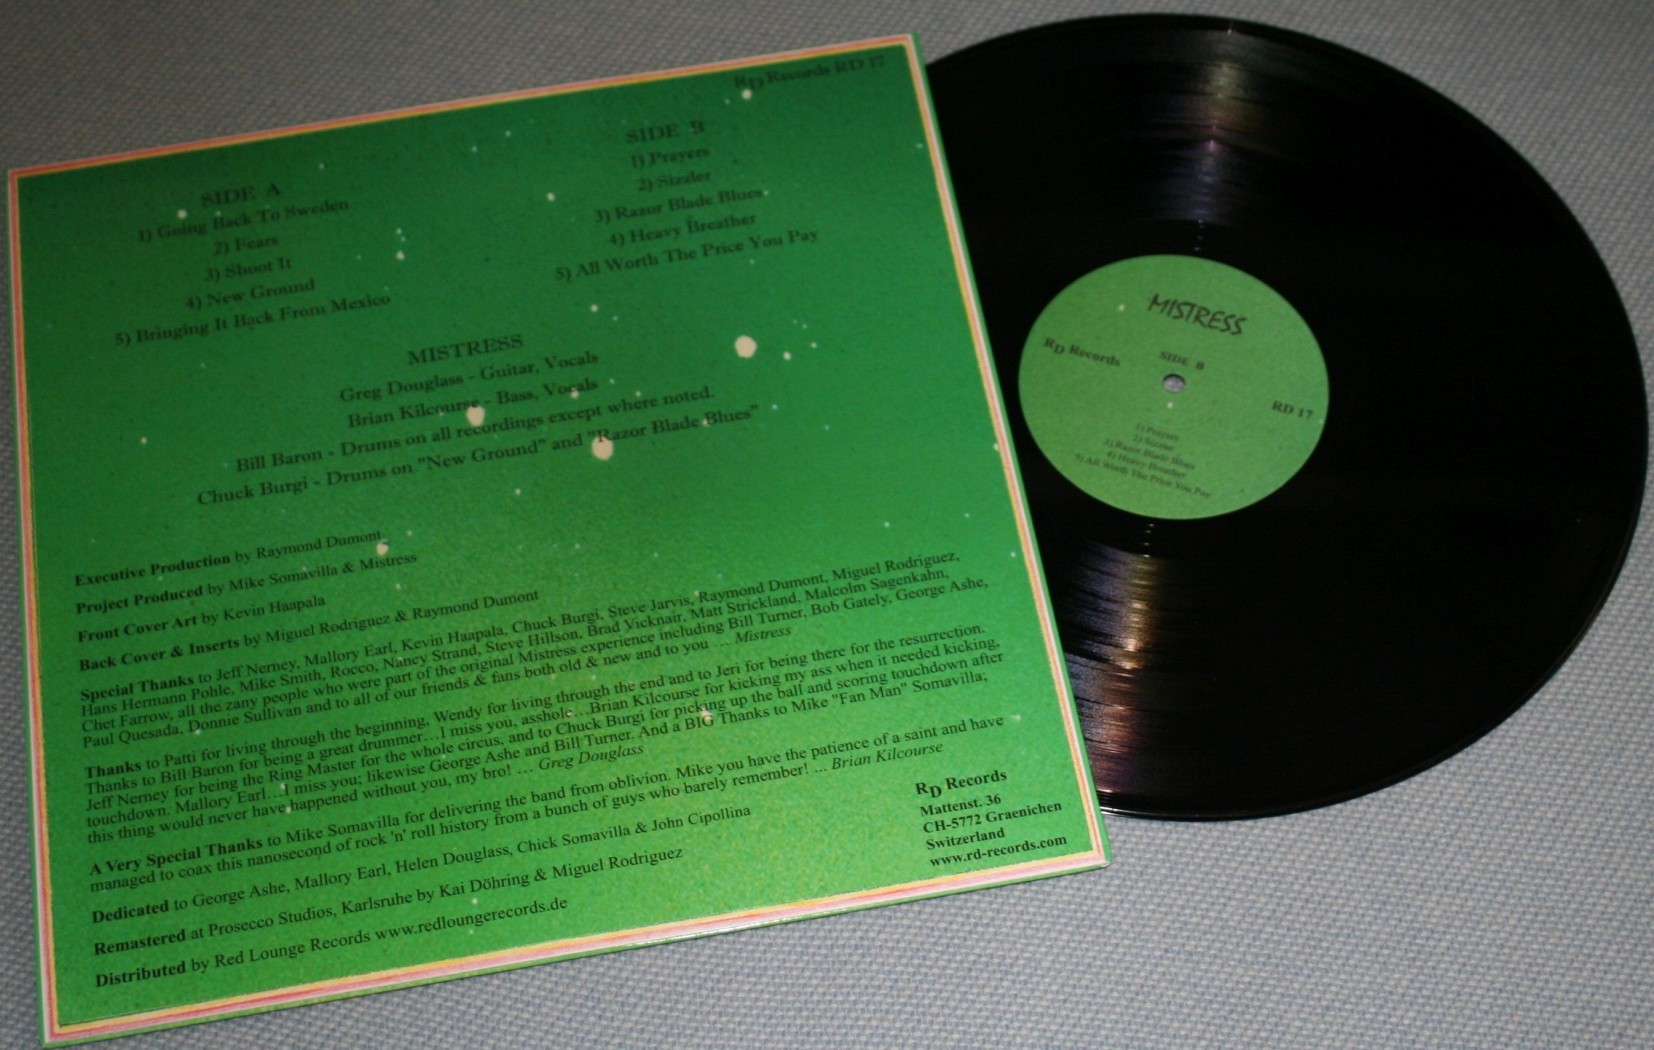 RD Records RD 17
SIDE A
1) Going Back To Sweden
2) Fears
3) Shoot It
4) New Ground
5) Bringing It Back From Mexico
SIDE B
1) Prayers
2) Sizzler
3) Razor Blade Blues
4) Heavy Breather
5) All Worth The Price You Pay
MISTRESS
Greg Douglass - Guitar, Vocals
Brian Kilcourse - Bass, Vocals
Bill Baron - Drums on all recordings except where noted.
Chuck Burgi - Drums on "New Ground" and "Razor Blade Blues"
Executive Production by Raymond Dumont
Project Produced by Mike Somavilla & Mistress
Front Cover Art by Kevin Haapala
Back Cover & Inserts by Miguel Rodriguez & Raymond Dumont
Special Thanks to Jeff Nerney, Mallory Earl, Kevin Haapala, Chuck Burgi, Steve Jarvis, Raymond Dumont, Miguel Rodriguez,
Hans Hermann Pohle, Mike Smith, Rocco, Nancy Strand, Steve Hillson, Brad Vicknair, Matt Strickland, Malcolm Sagenkahn,
Chet Farrow, all the zany people who were part of the original Mistress experience including Bill Turner, Bob Gately, George Ashe,
Paul Quesada, Donnie Sullivan and to all of our friends & fans both old & new and to you ... Mistress
Thanks to Patti for living through the beginning, Wendy for living through the end and to Jeri for being there for the resurrection.
Thanks to Bill Baron for being a great drummer...I miss you, asshole...Brian Kilcourse for kicking my ass when it needed kicking,
Jeff Nerney for being the Ring Master for the whole circus, and to Chuck Burgi for picking up the ball and scoring touchdown after
touchdown. Mallory Earl...I miss you; likewise George Ashe and Bill Turner. And a BIG Thanks to Mike "Fan Man" Somavilla;
this thing would never have happened without you, my bro! ... Greg Douglass
A Very Special Thanks to Mike Somavilla for delivering the band from oblivion. Mike you have the patience of a saint and have
managed to coax this nanosecond of rock 'n' roll history from a bunch of guys who barely remember! ... Brian Kilcourse
Dedicated to George Ashe, Mallory Earl, Helen Douglass, Chick Somavilla & John Cipollina
Remastered at Prosecco Studios, Karlsruhe by Kai Döhring & Miguel Rodriguez
Distributed by Red Lounge Records www.redloungerecords.de
RD Records
Mattenst. 36
CH-5772 Graenichen
Switzerland
www.rd-records.com
MISTRESS
RD Records
SIDE B
RD 17
1) Prayers
2) Sizzler
3) Razor Blade Blues
4) Heavy Breather
5) All Worth The Price You Pay